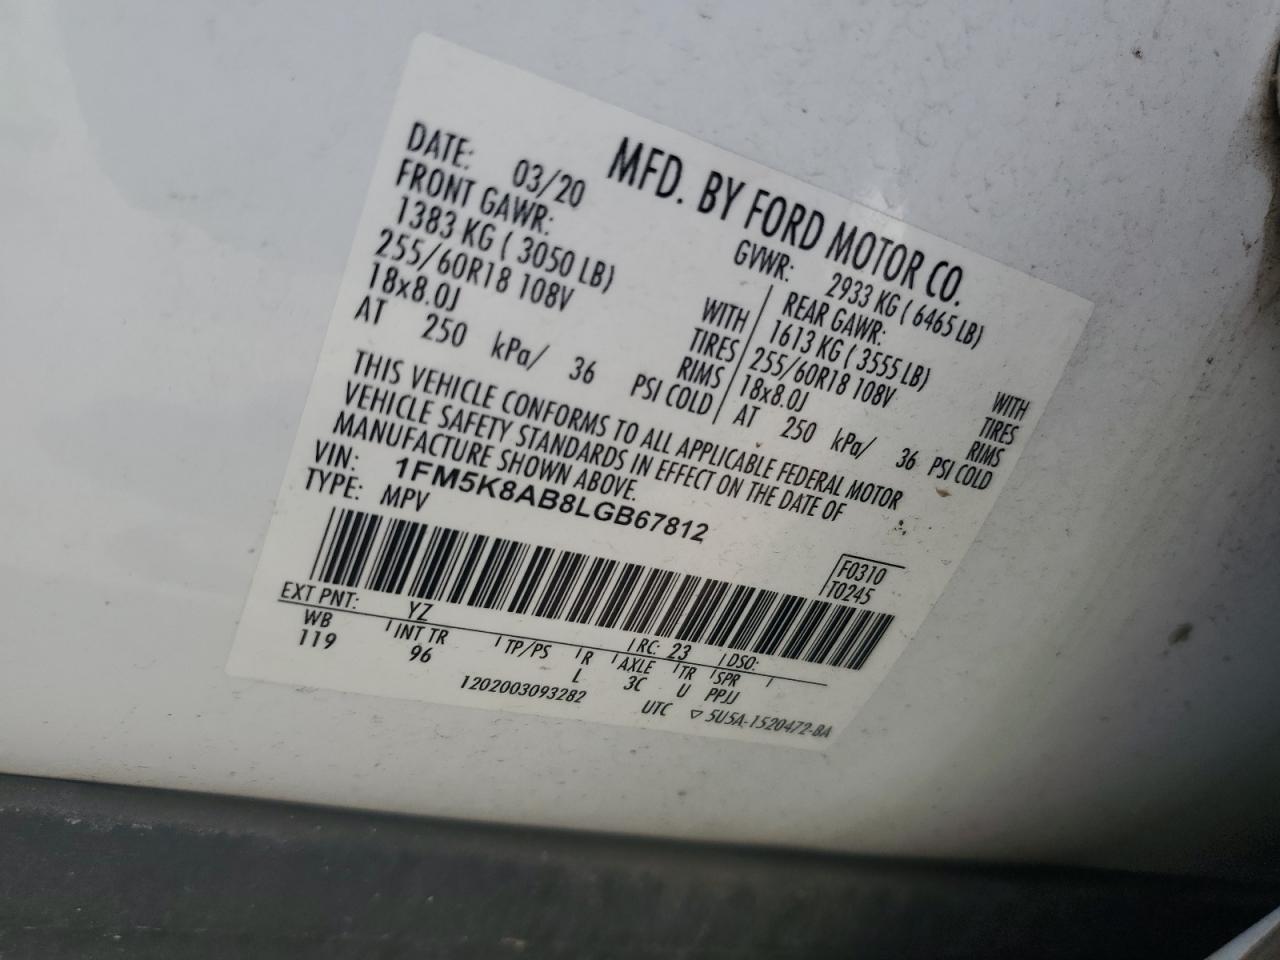 MFD. BY FORD MOTOR CO.
DATE: 03/20 GVWR: 2933 KG ( 6465 LB)
FRONT GAWR: REAR GAWR:
1383 KG ( 3050 LB) WITH 1613 KG ( 3555 LB) WITH
255/60R18 108V TIRES 255/60R18 108V TIRES
18x8.0J RIMS 18x8.0J RIMS
AT 250 kPa/ 36 PSI COLD AT 250 kPa/ 36 PSI COLD
THIS VEHICLE CONFORMS TO ALL APPLICABLE FEDERAL MOTOR
VEHICLE SAFETY STANDARDS IN EFFECT ON THE DATE OF
MANUFACTURE SHOWN ABOVE.
VIN: 1FM5K8AB8LGB67812
TYPE: MPV
F0310
T0245
EXT PNT: YZ RC: 23 DSO:
WB INT TR TP/PS R AXLE TR SPR
119 96 L 3C U PPJJ
1202003093282 UTC ▽ 5U5A-1520472-BA